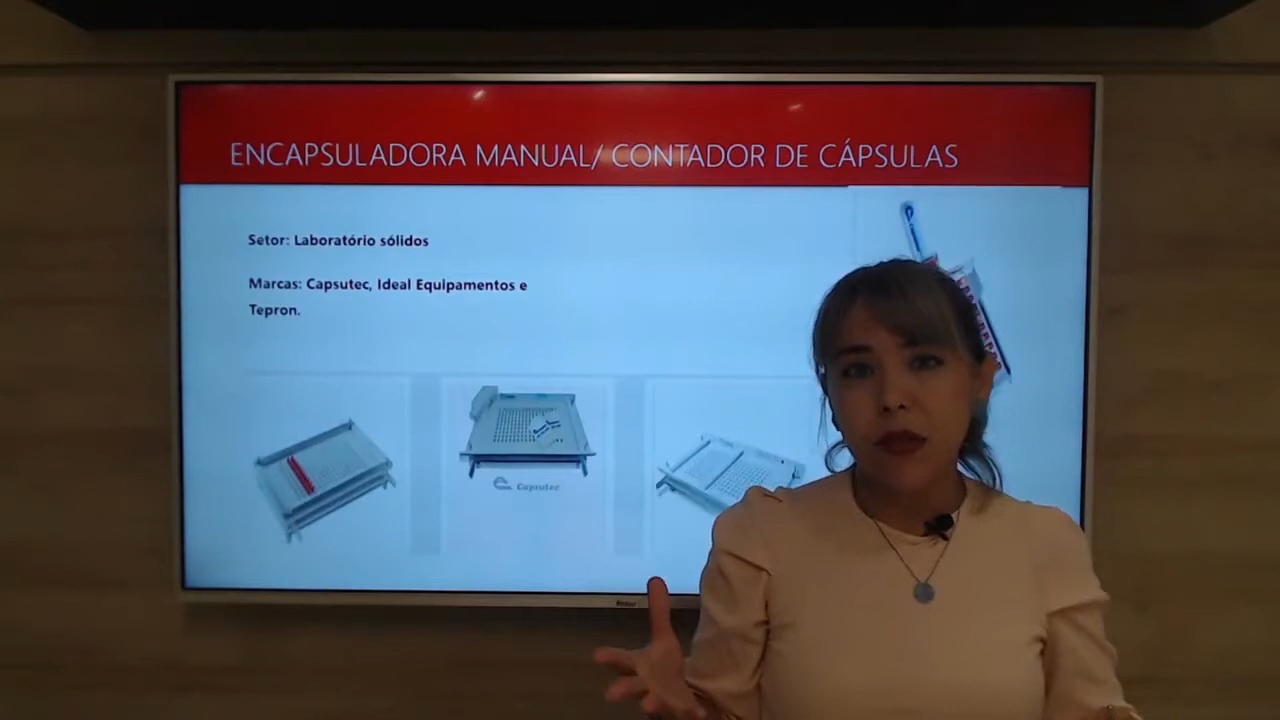 ENCAPSULADORA MANUAL/ CONTADOR DE CÁPSULAS
Setor: Laboratório sólidos
Marcas: Capsutec, Ideal Equipamentos e
Tepron.
Capsutec